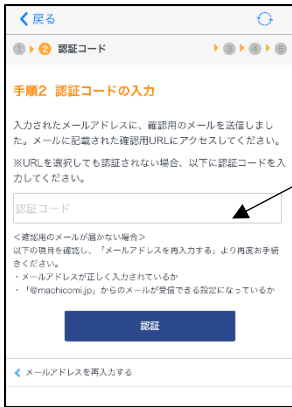 戻る
1 2 認証コード 3 4 5
手順2 認証コードの入力
入力されたメールアドレスに、確認用のメールを送信しまし
た。メールに記載された確認用URLにアクセスしてください。
※URLを選択しても認証されない場合、以下に認証コードを入
力してください。
認証コード
<確認用のメールが届かない場合>
以下の項目を確認し、「メールアドレスを再入力する」より再度お手続
きください。
・メールアドレスが正しく入力されているか
・「@machicomi.jp」からのメールが受信できる設定になっているか
認証
メールアドレスを再入力する